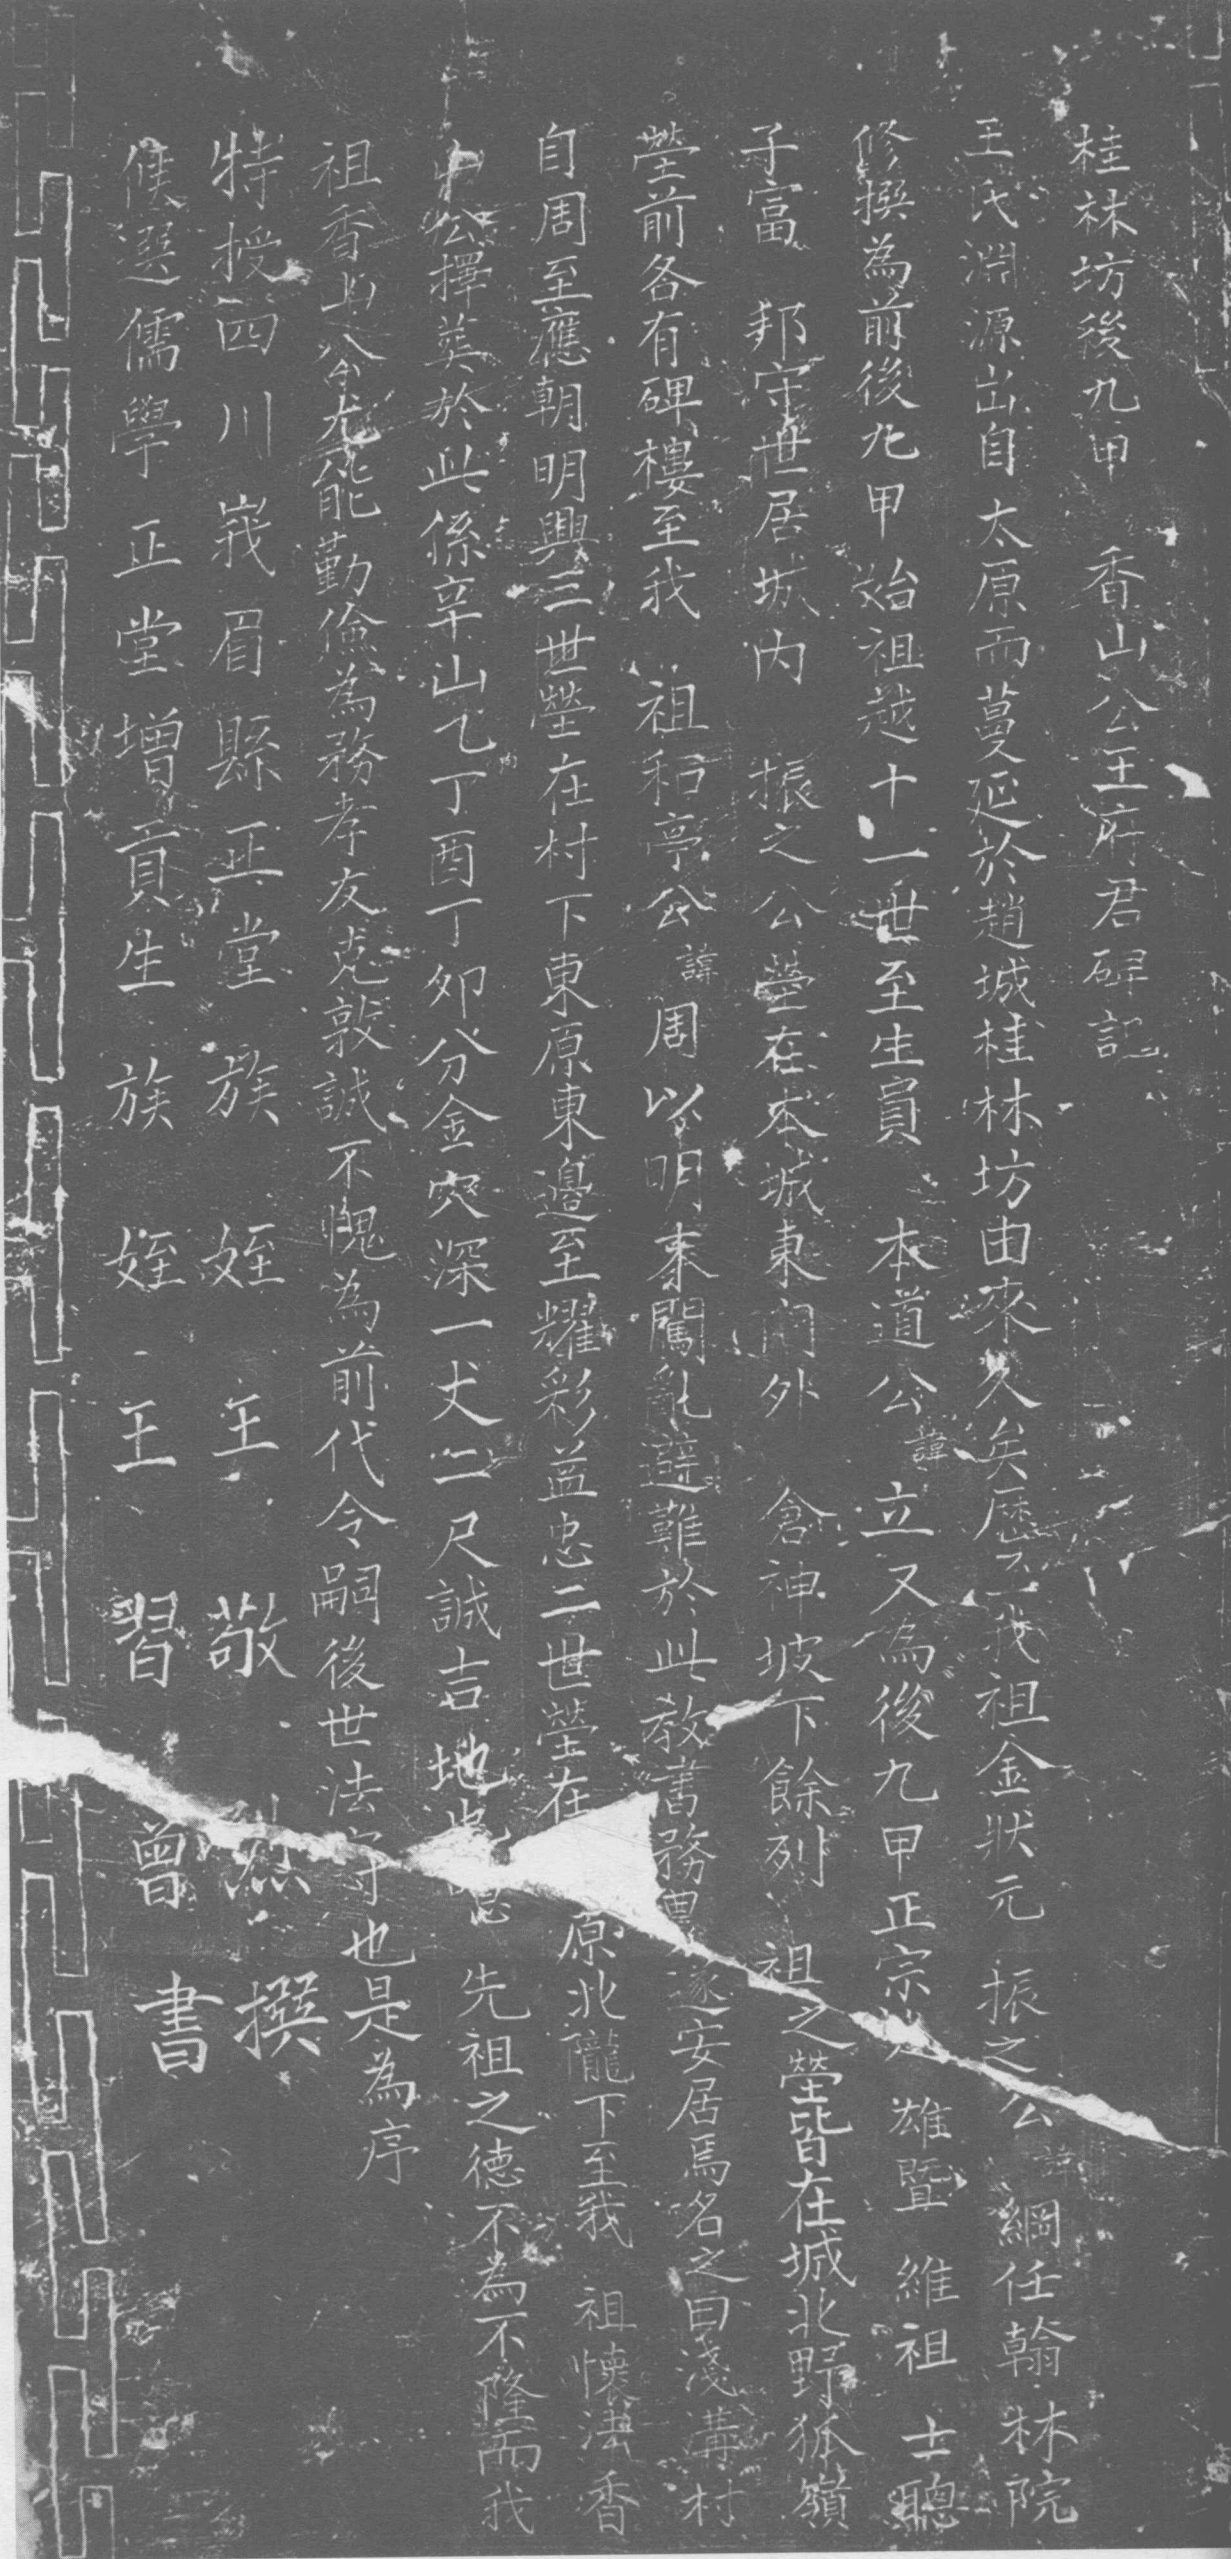 桂林坊後九甲 香山公王府君碑記
王氏淵源出自太原而蔓延於趙城桂林坊由來久矣歷至我祖金狀元 振之公諱綱任翰林院
修撰為前後九甲始祖越十一世至生員 本道公諱立又為後九甲正宗 雄暨 維祖 士聰
子富 邦守世居城內 振之公塋在本城東門外 倉神坡下餘列祖之塋皆在城北野狐嶺
塋前各有碑樓至我 祖和亭公諱周以明末闖亂避難於此教書務農遂安居焉名之曰淺溝村
自周至應朝明興三世塋在村下東原東邊至耀彩益忠二世塋在 原北隴下至我 祖懷法香
山公擇英於此係辛山乙丁酉丁卯分金穴深一丈二尺誠吉地也噫 先祖之德不為不隆而我
祖香山公尤能勤儉為務孝友克敦誠不愧為前代令嗣後世法守也是為序
特授四川峩眉縣正堂族姪王敬烈撰
候選儒學正堂增貢生族姪王習曾書